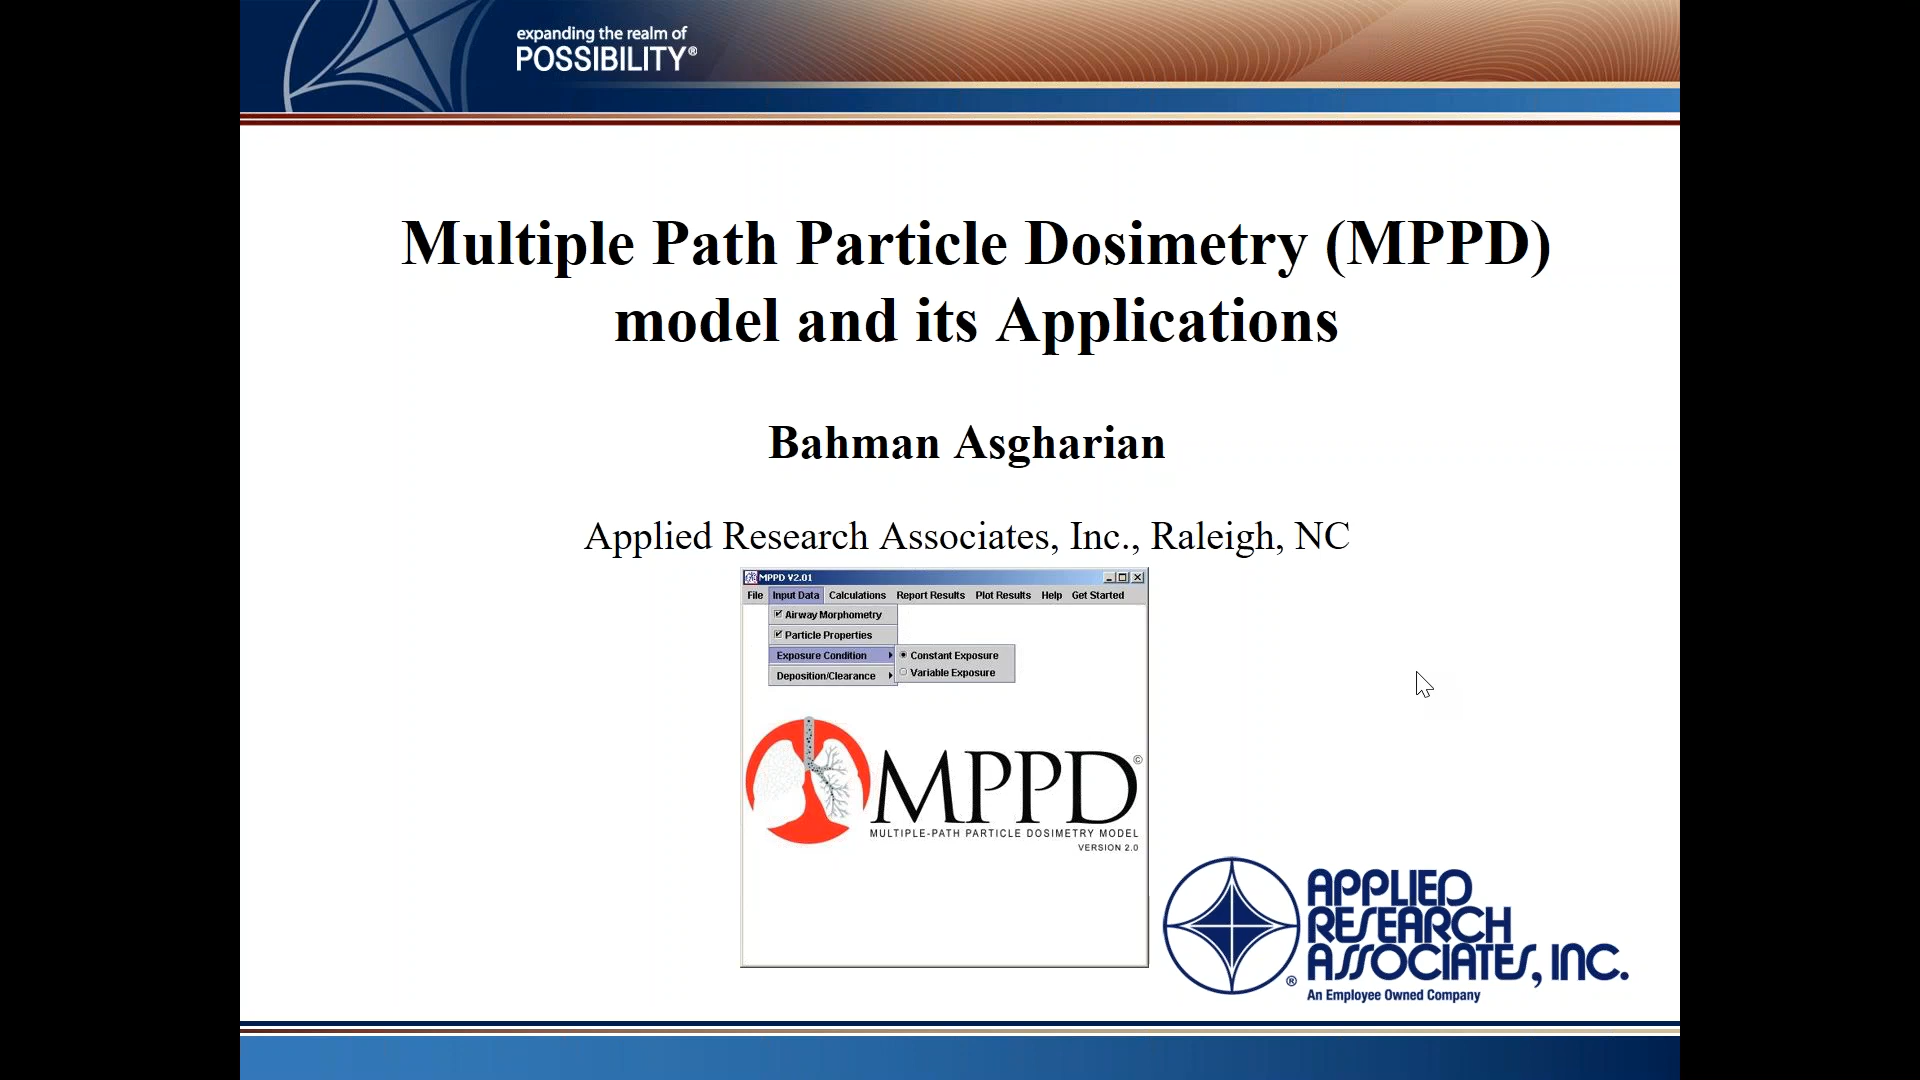 expanding the realm of
POSSIBILITY®
Multiple Path Particle Dosimetry (MPPD)
model and its Applications
Bahman Asgharian
Applied Research Associates, Inc., Raleigh, NC
MPPD V2.01
File Input Data Calculations Report Results Plot Results Help Get Started
Airway Morphometry
Particle Properties
Exposure Condition
Constant Exposure
Variable Exposure
Deposition/Clearance
MPPD©
MULTIPLE-PATH PARTICLE DOSIMETRY MODEL
VERSION 2.0
APPLIED
RESEARCH
ASSOCIATES, INC.
®
An Employee Owned Company